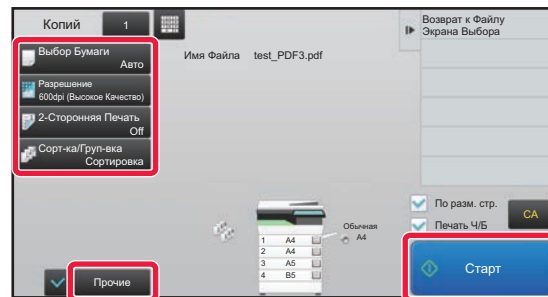 Копий
1
Возврат к Файлу
Экрана Выбора
Имя Файла test_PDF3.pdf
Выбор Бумаги
Авто
Разрешение
600dpi (Высокое Качество)
2-Сторонняя Печать
Off
Сорт-ка/Груп-вка
Сортировка
По разм. стр.
Печать Ч/Б
CA
Обычная
A4
1 A4
2 A4
3 A5
4 B5
Прочие
Старт